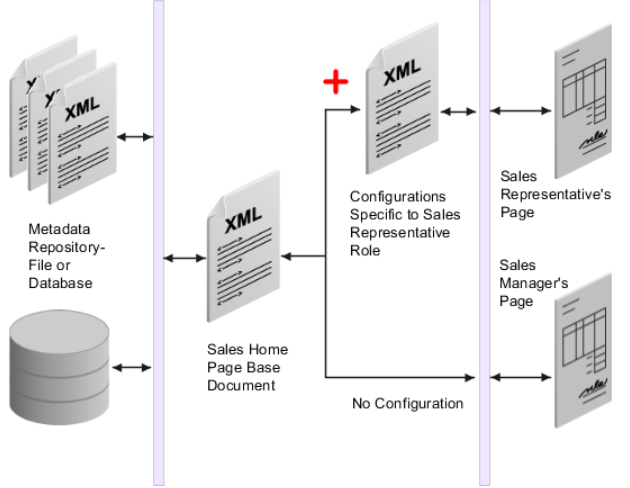 XML
XML
XML
Metadata
Repository-
File or
Database
XML
Sales Home
Page Base
Document
XML
Configurations
Specific to Sales
Representative
Role
No Configuration
Sales
Representative's
Page
Sales
Manager's
Page